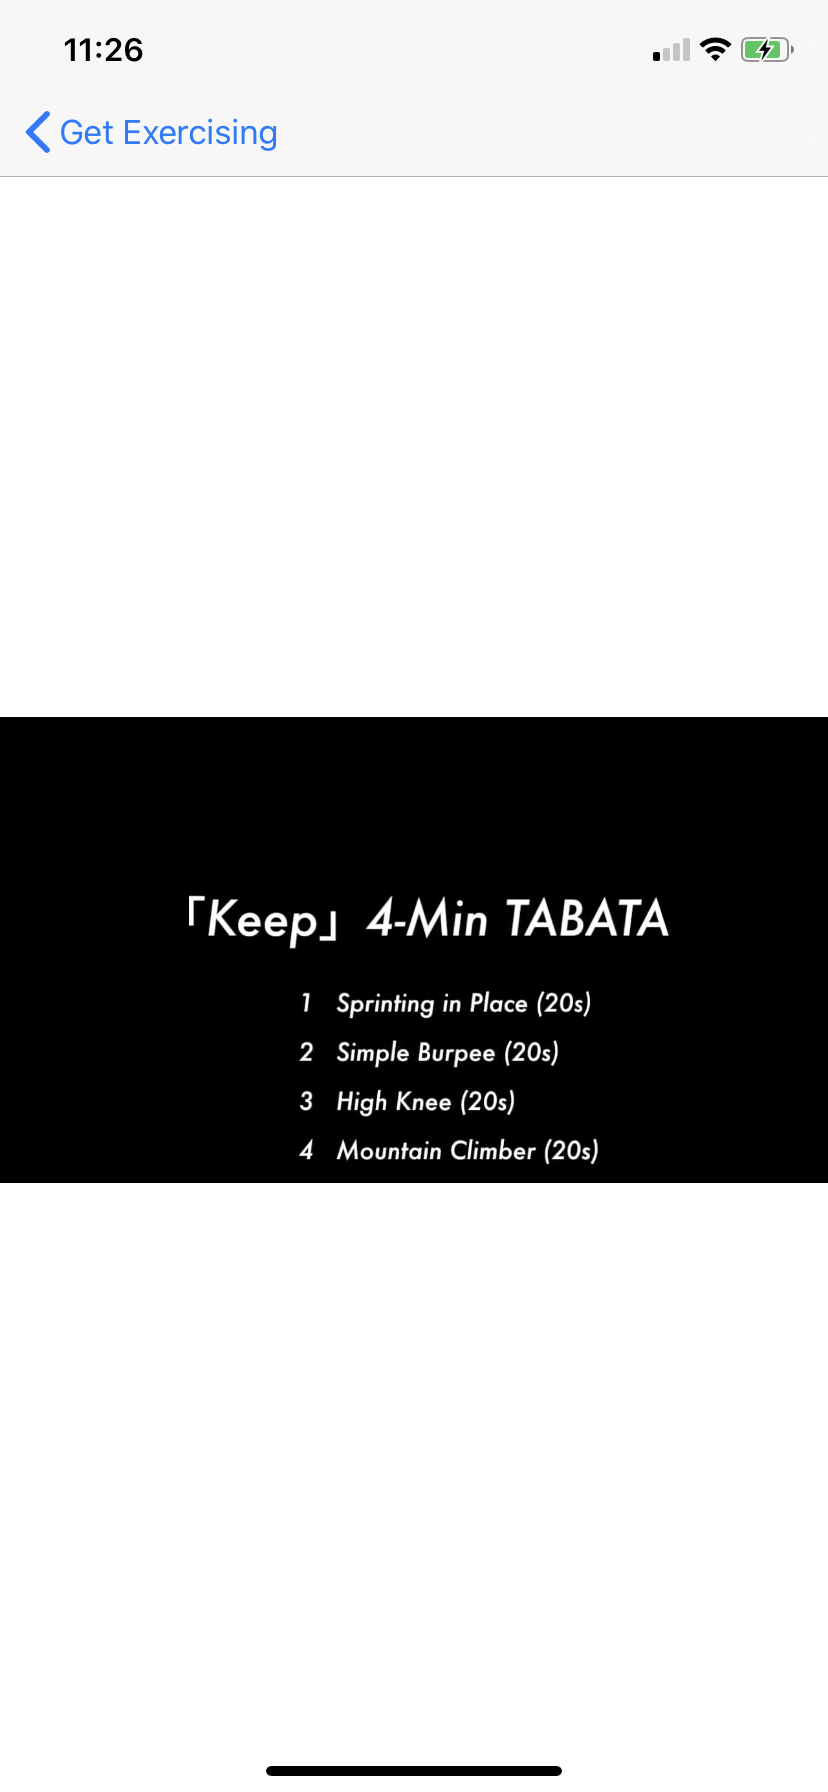 11:26
Get Exercising
「Keep」 4-Min TABATA
1 Sprinting in Place (20s)
2 Simple Burpee (20s)
3 High Knee (20s)
4 Mountain Climber (20s)